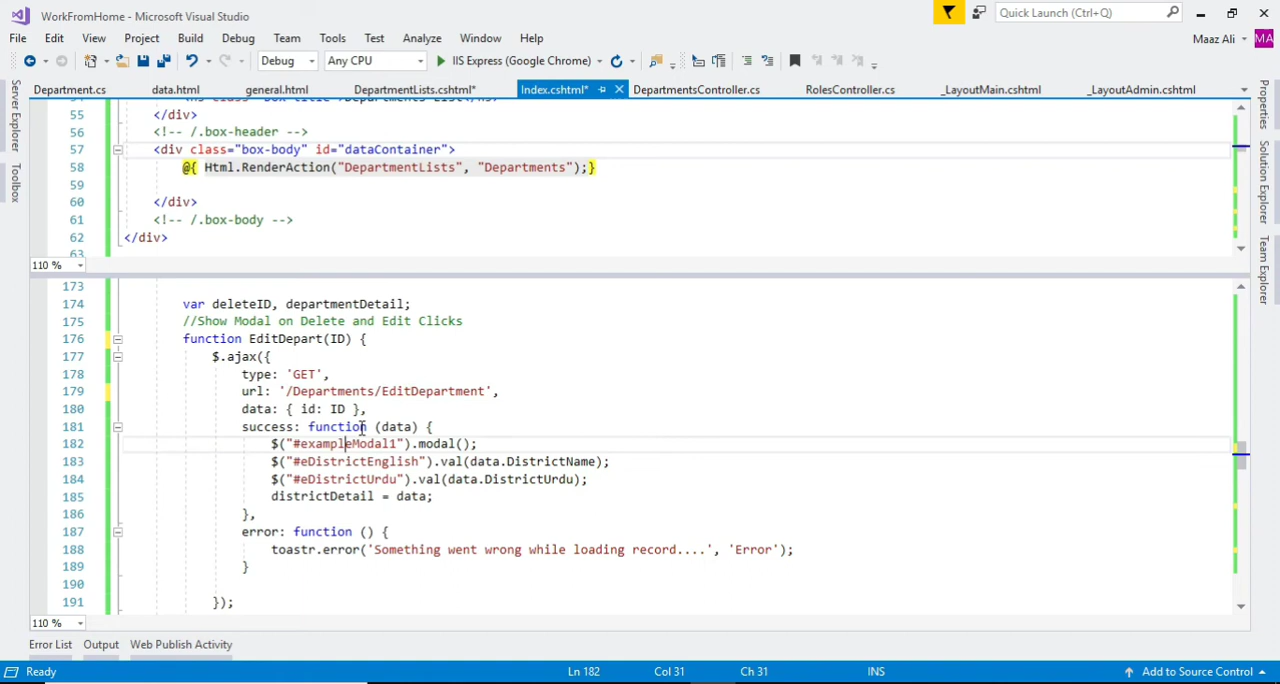 WorkFromHome - Microsoft Visual Studio
Quick Launch (Ctrl+Q)
File Edit View Project Build Debug Team Tools Test Analyze Window Help
Maaz Ali MA
Debug Any CPU IIS Express (Google Chrome)
Server Explorer
Toolbox
Department.cs data.html general.html DepartmentLists.cshtml* Index.cshtml* DepartmentsController.cs RolesController.cs _LayoutMain.cshtml _LayoutAdmin.cshtml
Properties
Solution Explorer
Team Explorer
55 </div>
56 <!-- /.box-header -->
57 <div class="box-body" id="dataContainer">
58 @{ Html.RenderAction("DepartmentLists", "Departments");}
59
60 </div>
61 <!-- /.box-body -->
62 </div>
63
110 %
173
174 var deleteID, departmentDetail;
175 //Show Modal on Delete and Edit Clicks
176 function EditDepart(ID) {
177 $.ajax({
178 type: 'GET',
179 url: '/Departments/EditDepartment',
180 data: { id: ID },
181 success: function (data) {
182 $("#exampleModal1").modal();
183 $("#eDistrictEnglish").val(data.DistrictName);
184 $("#eDistrictUrdu").val(data.DistrictUrdu);
185 districtDetail = data;
186 },
187 error: function () {
188 toastr.error('Something went wrong while loading record....', 'Error');
189 }
190
191 });
110 %
Error List Output Web Publish Activity
Ready Ln 182 Col 31 Ch 31 INS Add to Source Control